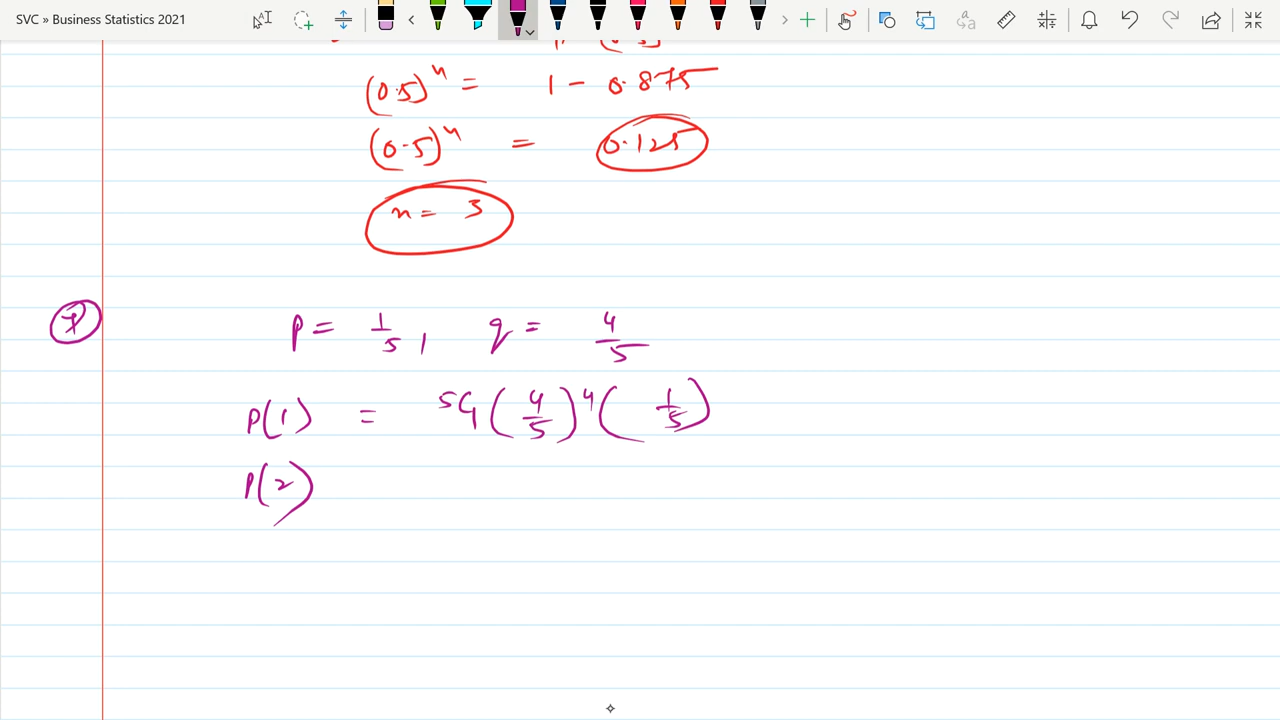 SVC » Business Statistics 2021
(0.5)^n = 1 - 0.875
(0.5)^n = 0.125
n = 3
7
p = 1/5, q = 4/5
P(1) = ⁵C₁ (4/5)^4 (1/5)
P(2)